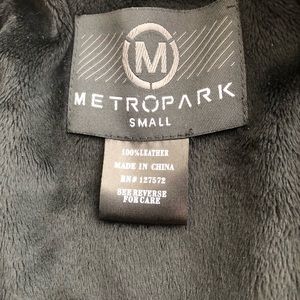 M
METROPARK
SMALL
100%LEATHER
MADE IN CHINA
RN# 127572
SEE REVERSE
FOR CARE